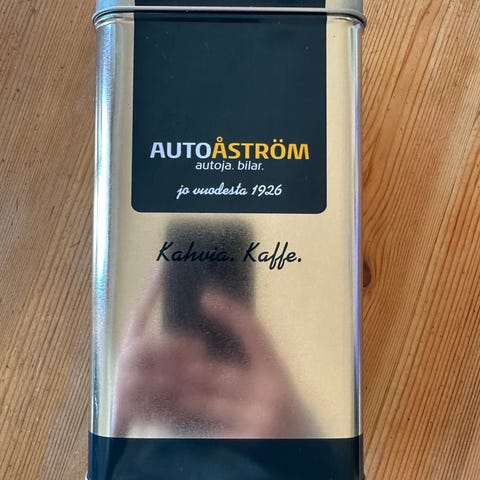 AUTOÅSTRÖM
autoja. bilar.
jo vuodesta 1926
Kahvia. Kaffe.